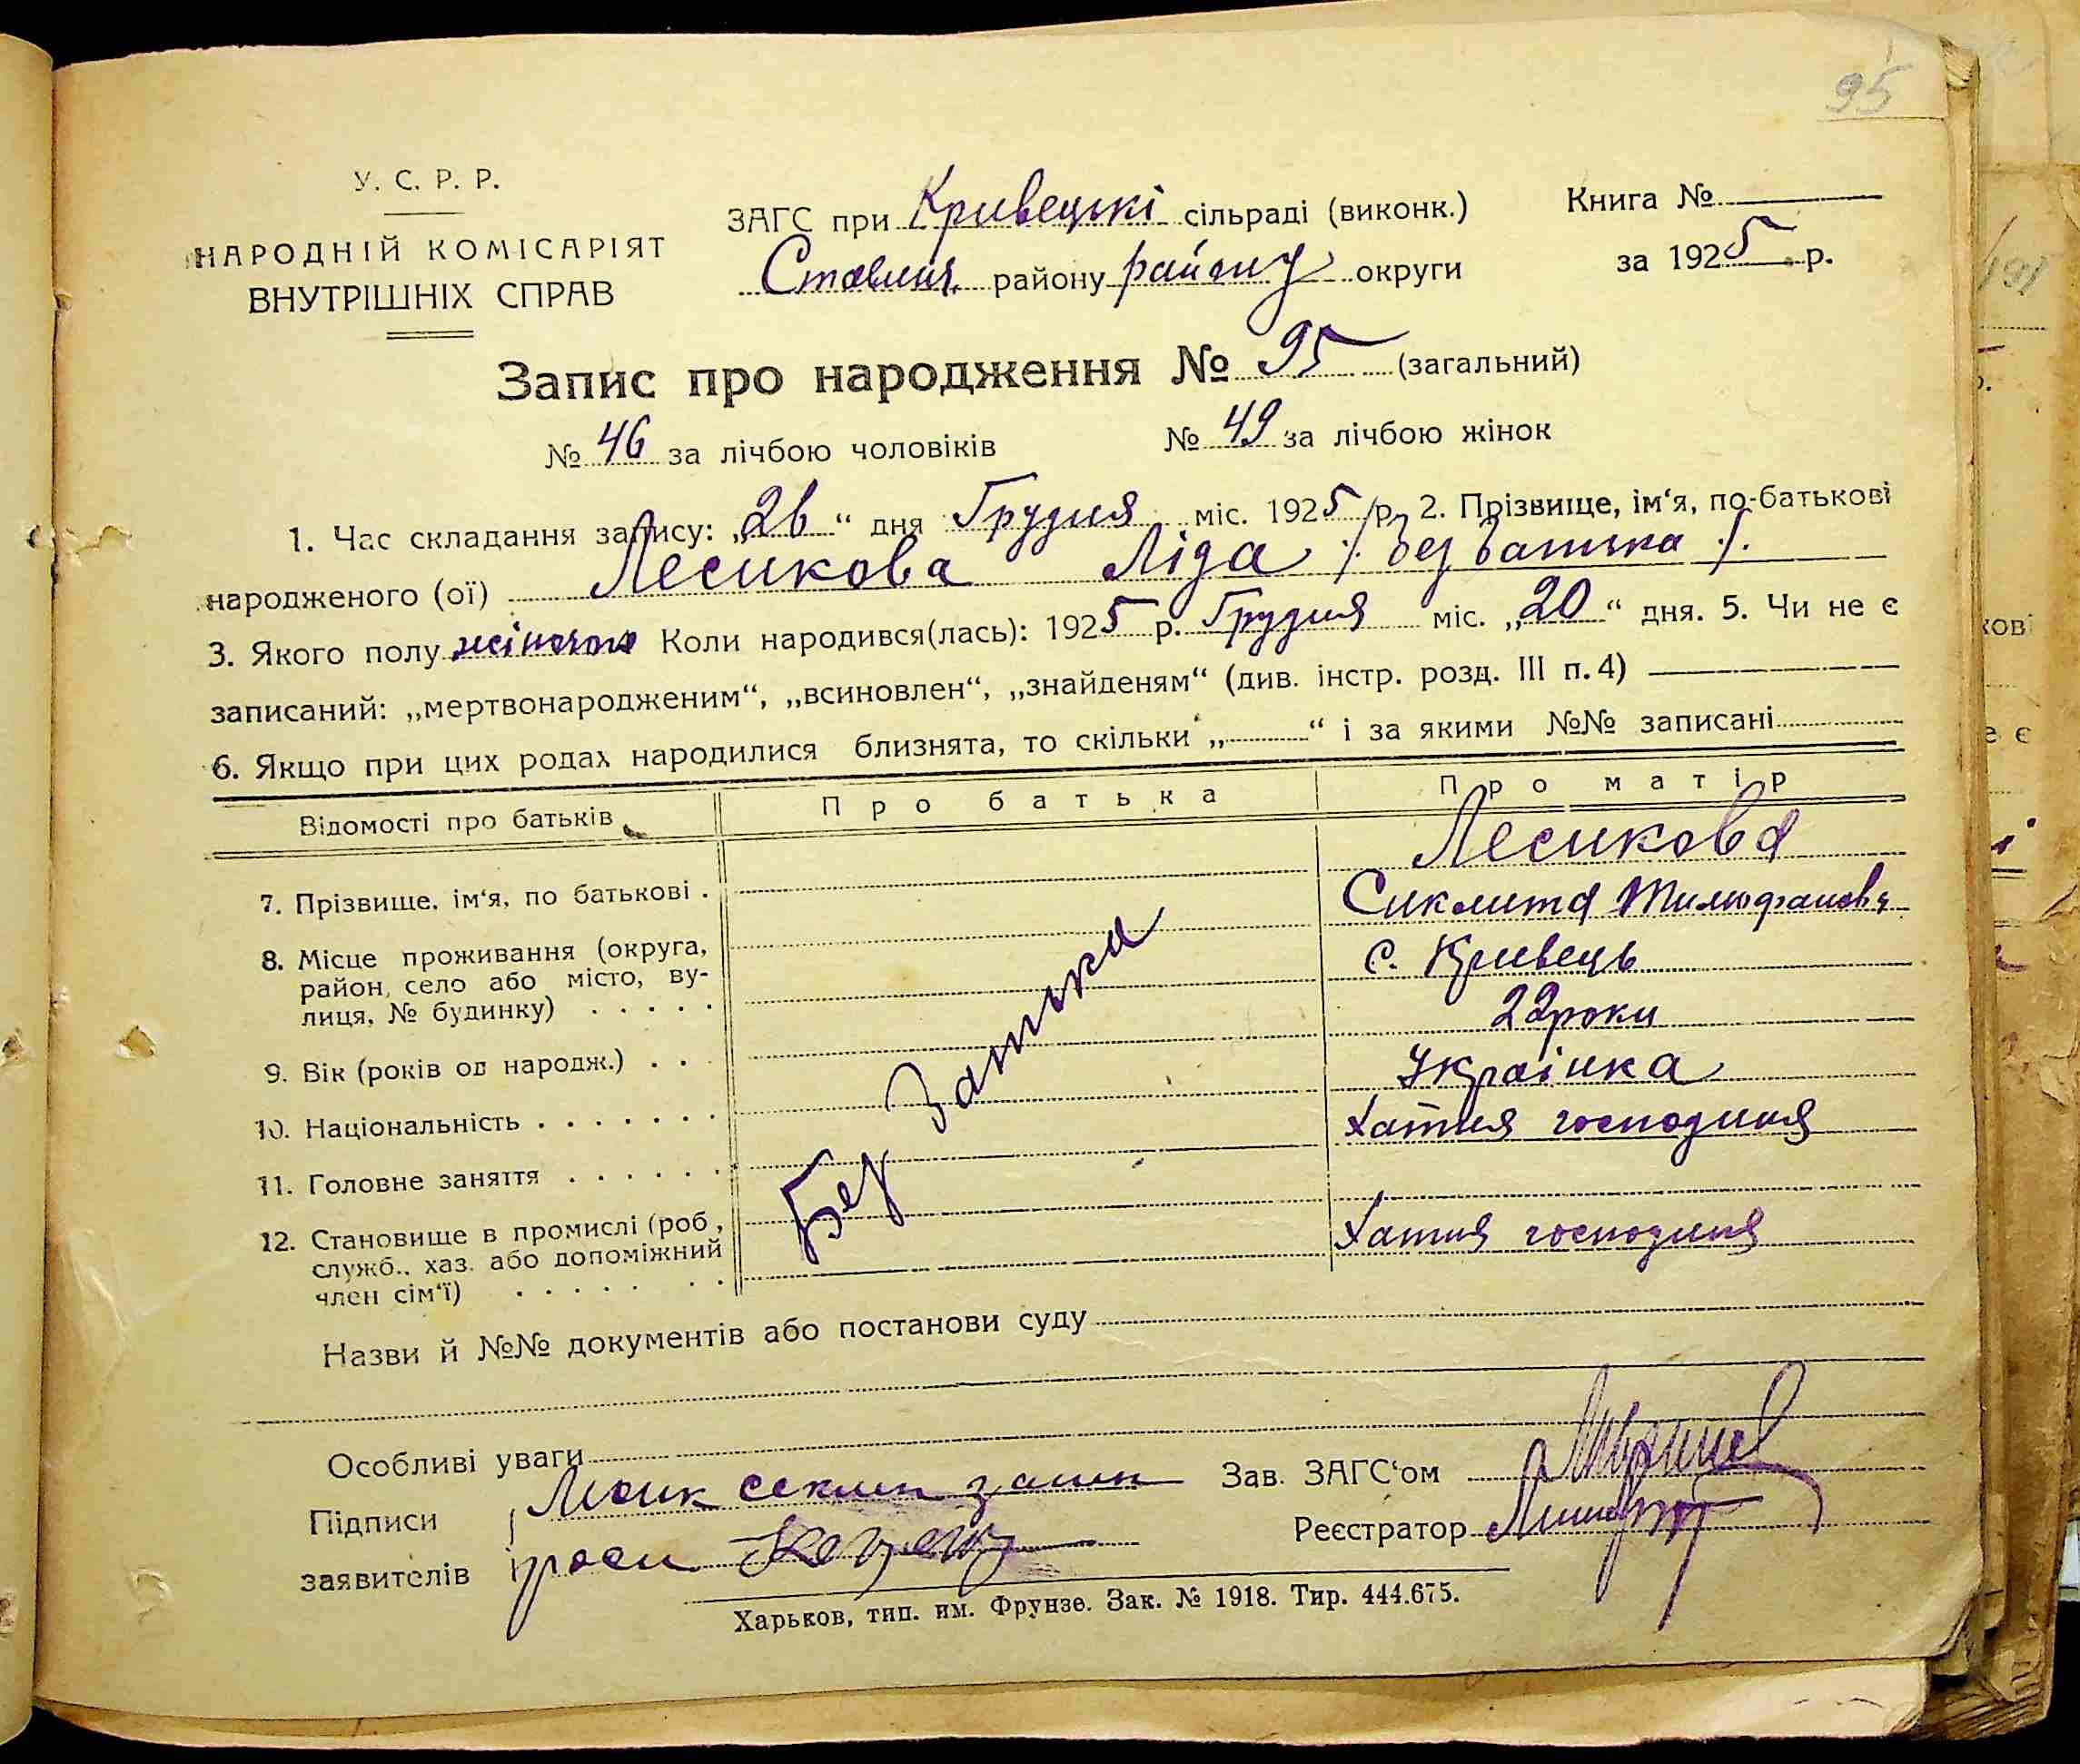 95
У. С. Р. Р.
НАРОДНІЙ КОМІСАРІЯТ
ВНУТРІШНІХ СПРАВ
ЗАГС при Кривецькі сільраді (виконк.)
Ставищ. району району округи
Книга №
за 1925 р.
Запис про народження № 95 (загальний)
№ 46 за лічбою чоловіків № 49 за лічбою жінок
1. Час складання запису: „26“ дня Грудня міс. 1925 р. 2. Прізвище, ім‘я, по-батькові
народженого (ої) Лесикова Ліда /. без батька ./.
3. Якого полу жіночого Коли народився(лась): 1925 р. Грудня міс. „20“ дня. 5. Чи не є
записаний: „мертвонародженим“, „всиновлен“, „знайденям“ (див. інстр. розд. III п. 4)
6. Якщо при цих родах народилися близнята, то скільки „ “ і за якими №№ записані
Відомості про батьків Про батька Про матір
7. Прізвище, ім‘я, по батькові . Лесикова
Сиклита
8. Місце проживання (округа,
район, село або місто, ву-
лиця, № будинку) . . . . . с. Кривець
9. Вік (років од народж.) . . 22 роки
10. Національність . . . . . . . Українка
11. Головне заняття . . . . . . Хатня господиня
12. Становище в промислі (роб.,
служб., хаз. або допоміжний
член сім‘ї) . . . . . . . Хатня господиня
Без батька
Назви й №№ документів або постанови суду
Особливі уваги
Підписи
заявителів
Зав. ЗАГС‘ом
Реєстратор
Харьков, тип. им. Фрунзе. Зак. № 1918. Тир. 444.675.